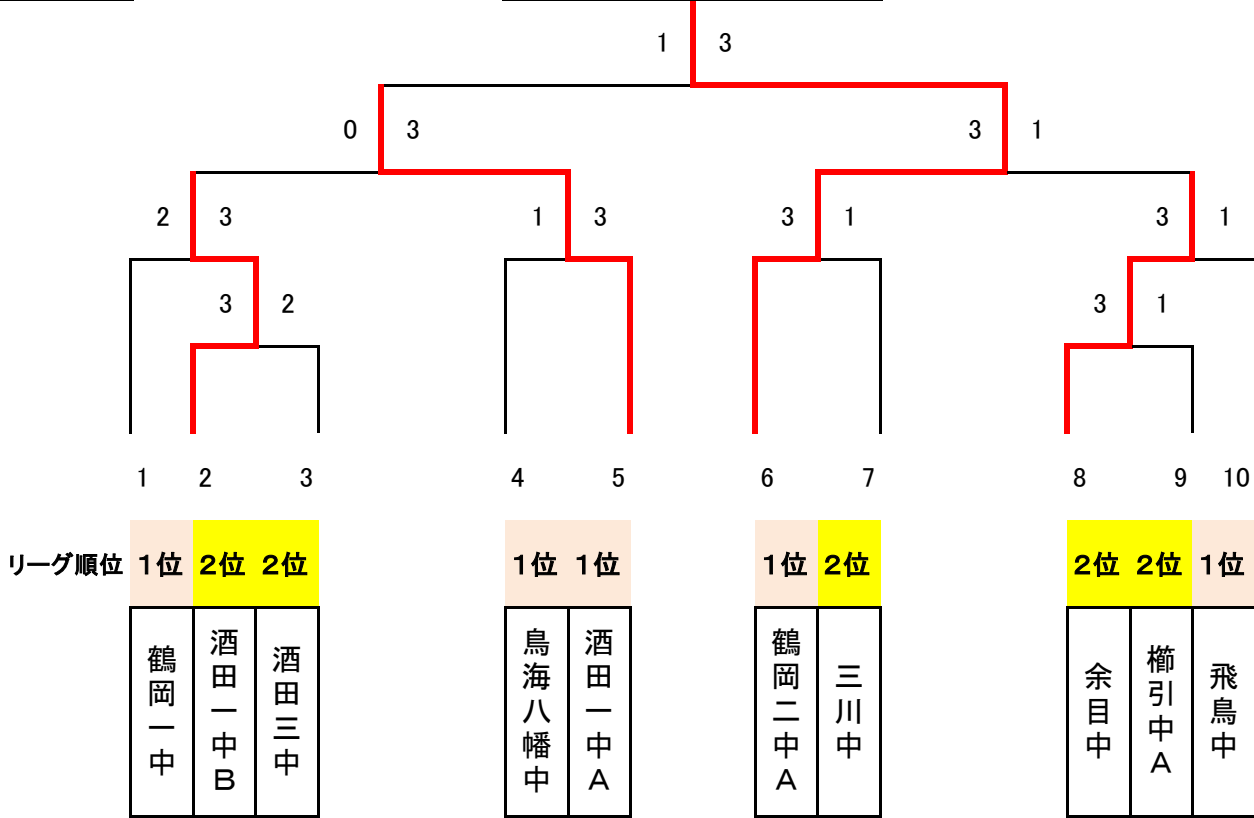 1 3
0 3 3 1
2 3 1 3 3 1 3 1
3 2 3 1
1 2 3 4 5 6 7 8 9 10
リーグ順位 1位 2位 2位 1位 1位 1位 2位 2位 2位 1位
鶴岡一中
酒田一中B
酒田三中
鳥海八幡中
酒田一中A
鶴岡二中A
三川中
余目中
櫛引中A
飛鳥中